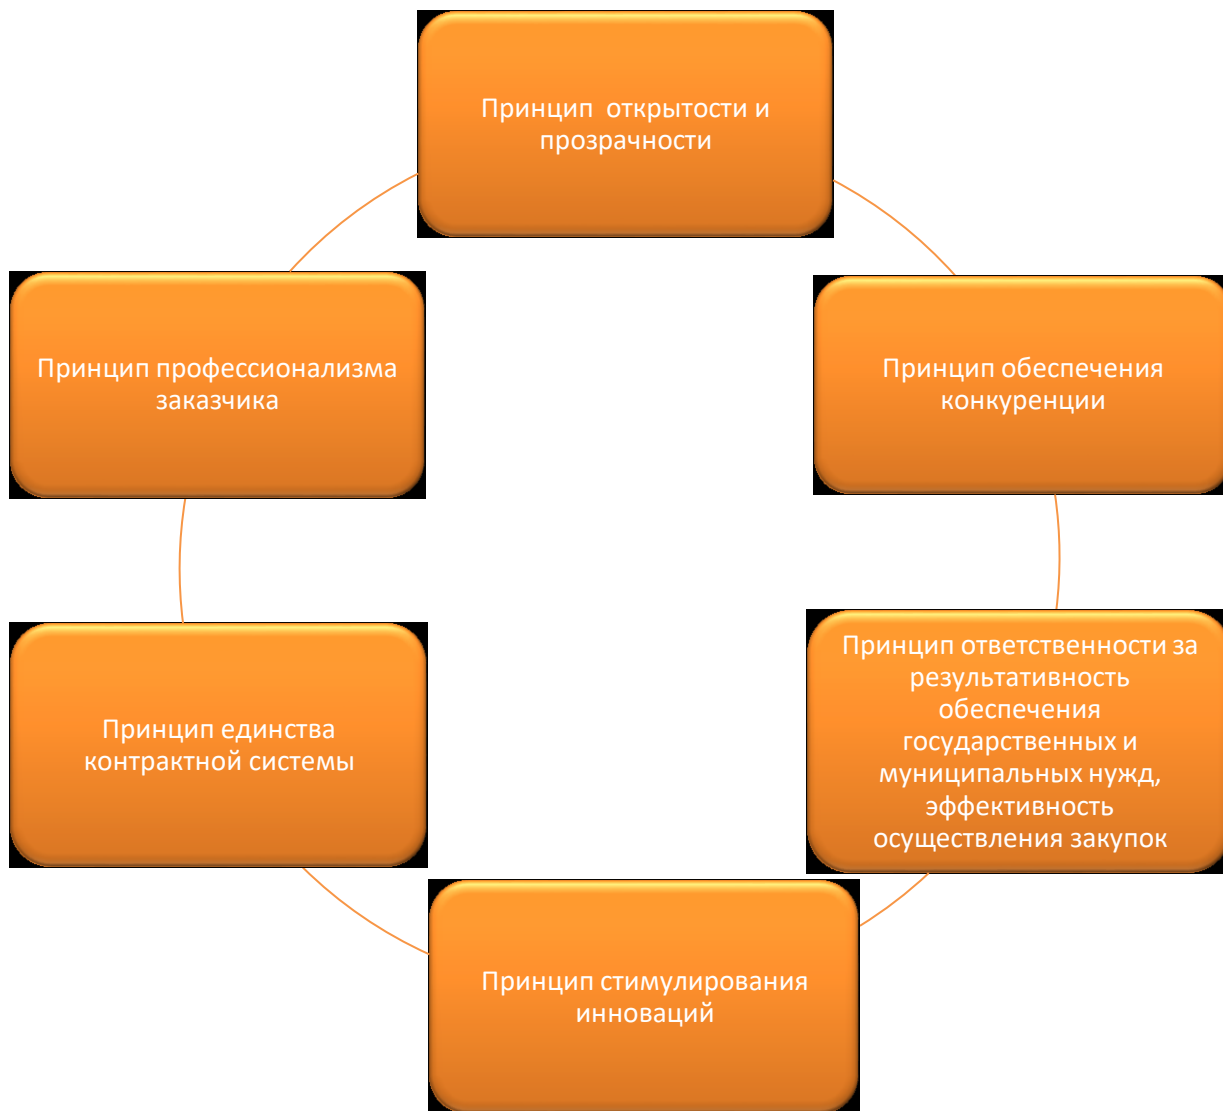 Принцип открытости и
прозрачности
Принцип профессионализма
заказчика
Принцип обеспечения
конкуренции
Принцип единства
контрактной системы
Принцип ответственности за
результативность
обеспечения
государственных и
муниципальных нужд,
эффективность
осуществления закупок
Принцип стимулирования
инноваций